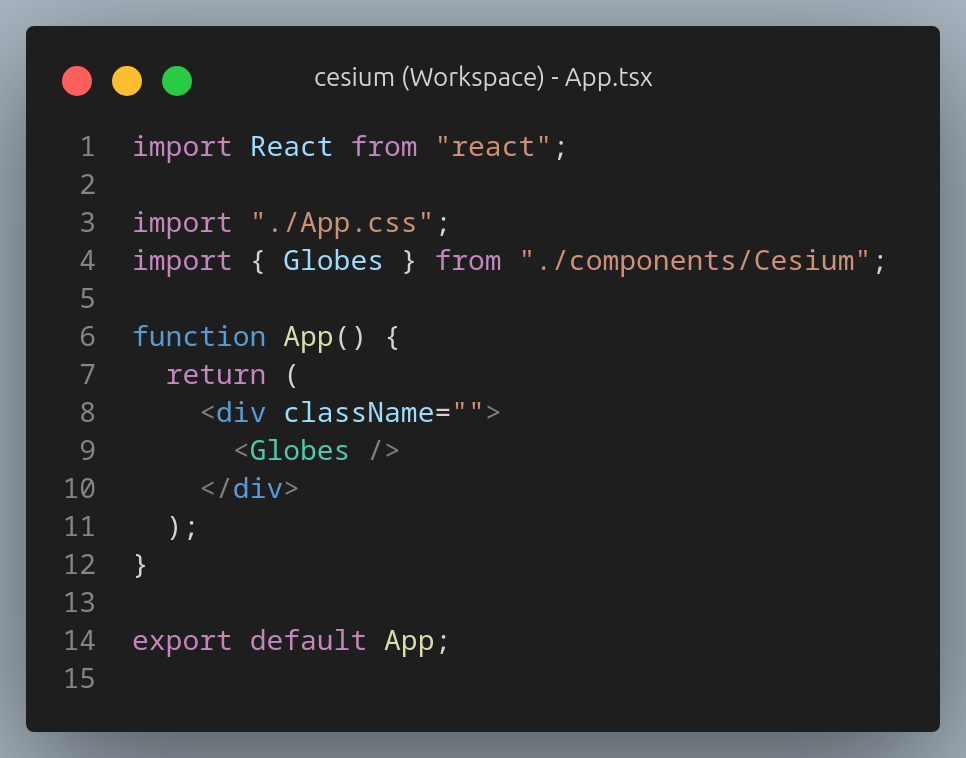 cesium (Workspace) - App.tsx
1 import React from "react";
2
3 import "./App.css";
4 import { Globes } from "./components/Cesium";
5
6 function App() {
7   return (
8     <div className="">
9       <Globes />
10     </div>
11   );
12 }
13
14 export default App;
15